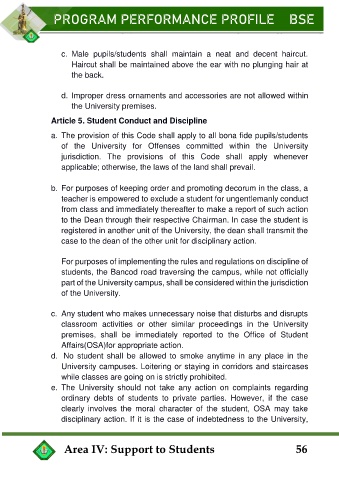 PROGRAM PERFORMANCE PROFILE BSE
c. Male pupils/students shall maintain a neat and decent haircut.
Haircut shall be maintained above the ear with no plunging hair at
the back.
d. Improper dress ornaments and accessories are not allowed within
the University premises.
Article 5. Student Conduct and Discipline
a. The provision of this Code shall apply to all bona fide pupils/students
of the University for Offenses committed within the University
jurisdiction. The provisions of this Code shall apply whenever
applicable; otherwise, the laws of the land shall prevail.
b. For purposes of keeping order and promoting decorum in the class, a
teacher is empowered to exclude a student for ungentlemanly conduct
from class and immediately thereafter to make a report of such action
to the Dean through their respective Chairman. In case the student is
registered in another unit of the University, the dean shall transmit the
case to the dean of the other unit for disciplinary action.
For purposes of implementing the rules and regulations on discipline of
students, the Bancod road traversing the campus, while not officially
part of the University campus, shall be considered within the jurisdiction
of the University.
c. Any student who makes unnecessary noise that disturbs and disrupts
classroom activities or other similar proceedings in the University
premises, shall be immediately reported to the Office of Student
Affairs(OSA)for appropriate action.
d. No student shall be allowed to smoke anytime in any place in the
University campuses. Loitering or staying in corridors and staircases
while classes are going on is strictly prohibited.
e. The University should not take any action on complaints regarding
ordinary debts of students to private parties. However, if the case
clearly involves the moral character of the student, OSA may take
disciplinary action. If it is the case of indebtedness to the University,
Area IV: Support to Students 56